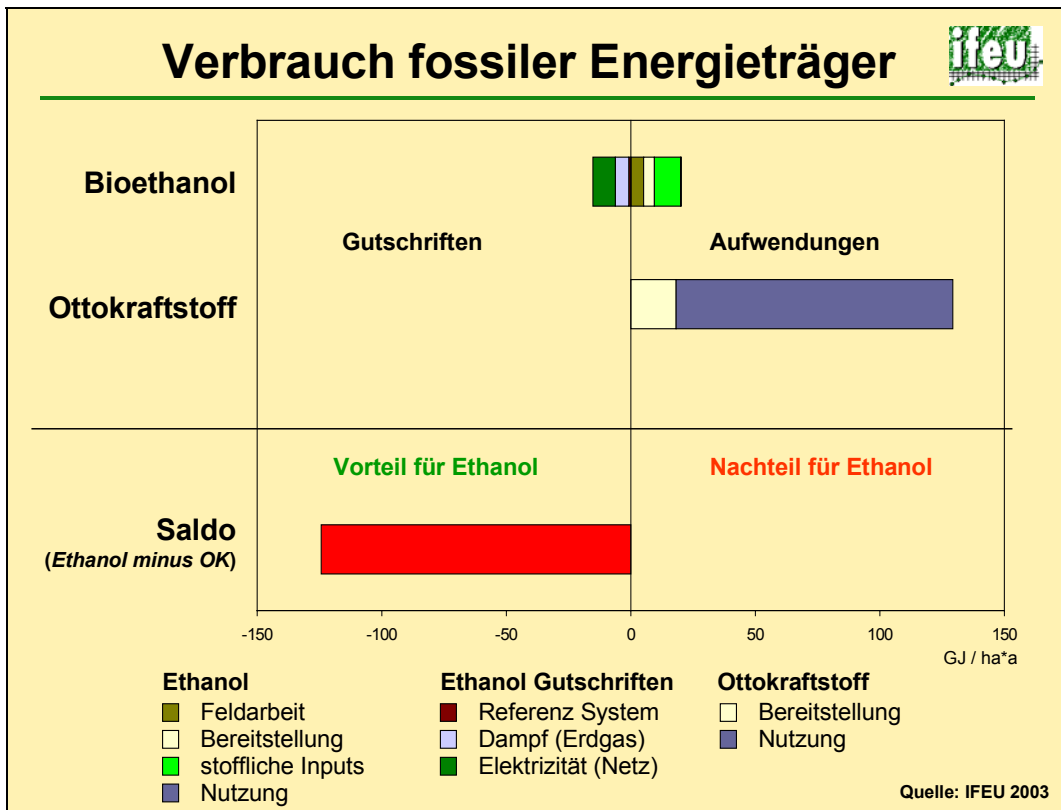 Verbrauch fossiler Energieträger
ifeu
Bioethanol
Gutschriften
Aufwendungen
Ottokraftstoff
Vorteil für Ethanol
Nachteil für Ethanol
Saldo
(Ethanol minus OK)
-150
-100
-50
0
50
100
150
GJ / ha*a
Ethanol
Feldarbeit
Bereitstellung
stoffliche Inputs
Nutzung
Ethanol Gutschriften
Referenz System
Dampf (Erdgas)
Elektrizität (Netz)
Ottokraftstoff
Bereitstellung
Nutzung
Quelle: IFEU 2003